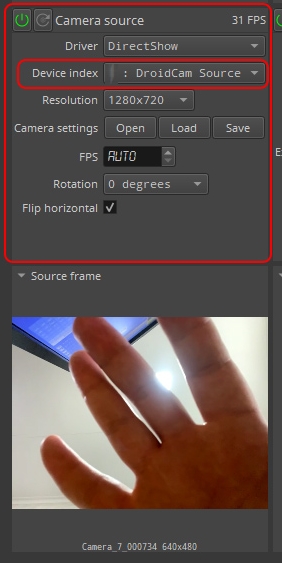 Camera source 31 FPS
Driver DirectShow
Device index : DroidCam Source
Resolution 1280x720
Camera settings Open Load Save
FPS AUTO
Rotation 0 degrees
Flip horizontal
Source frame
Camera_7_000734 640x480